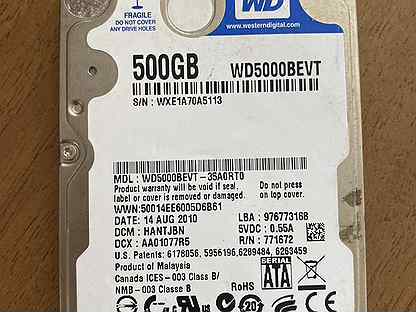 FRAGILE
DO NOT COVER
ANY DRIVE HOLES
WD
www.westerndigital.com
500GB WD5000BEVT
S/N : WXE1A70A5113
MDL : WD5000BEVT-35A0RT0
Product warranty will be void if seal,
label or cover is removed or damaged.
Do not press
on top cover.
WWN:50014EE6005D6B61
DATE: 14 AUG 2010 LBA : 976773168
DCM : HANTJBN 5VDC : 0.55A
DCX : AA01077R5 R/N : 771672
U.S. Patents: 6178056, 5956196, 6289484, 6263459
Product of Malaysia
Canada ICES-003 Class B/
NMB-003 Classe B
RoHS
20
SERIAL
SATA